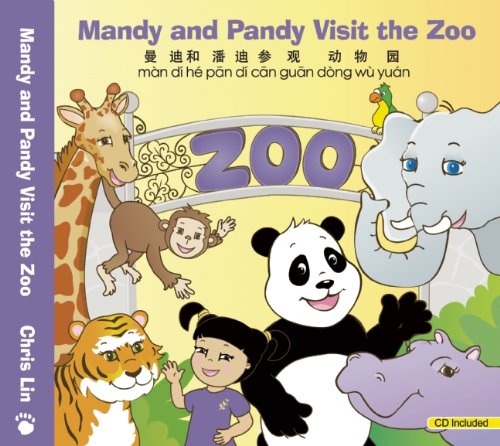 Mandy and Pandy Visit the Zoo
曼 迪 和 潘 迪 参 观 动 物 园
màn dí hé pān dí cān guān dòng wù yuán
ZOO
CD Included
Mandy and Pandy Visit the Zoo Chris Lin